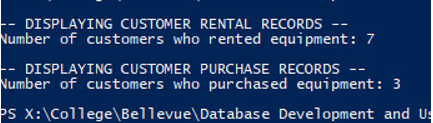 -- DISPLAYING CUSTOMER RENTAL RECORDS --
Number of customers who rented equipment: 7
-- DISPLAYING CUSTOMER PURCHASE RECORDS --
Number of customers who purchased equipment: 3
PS X:\College\Bellevue\Database Development and Us